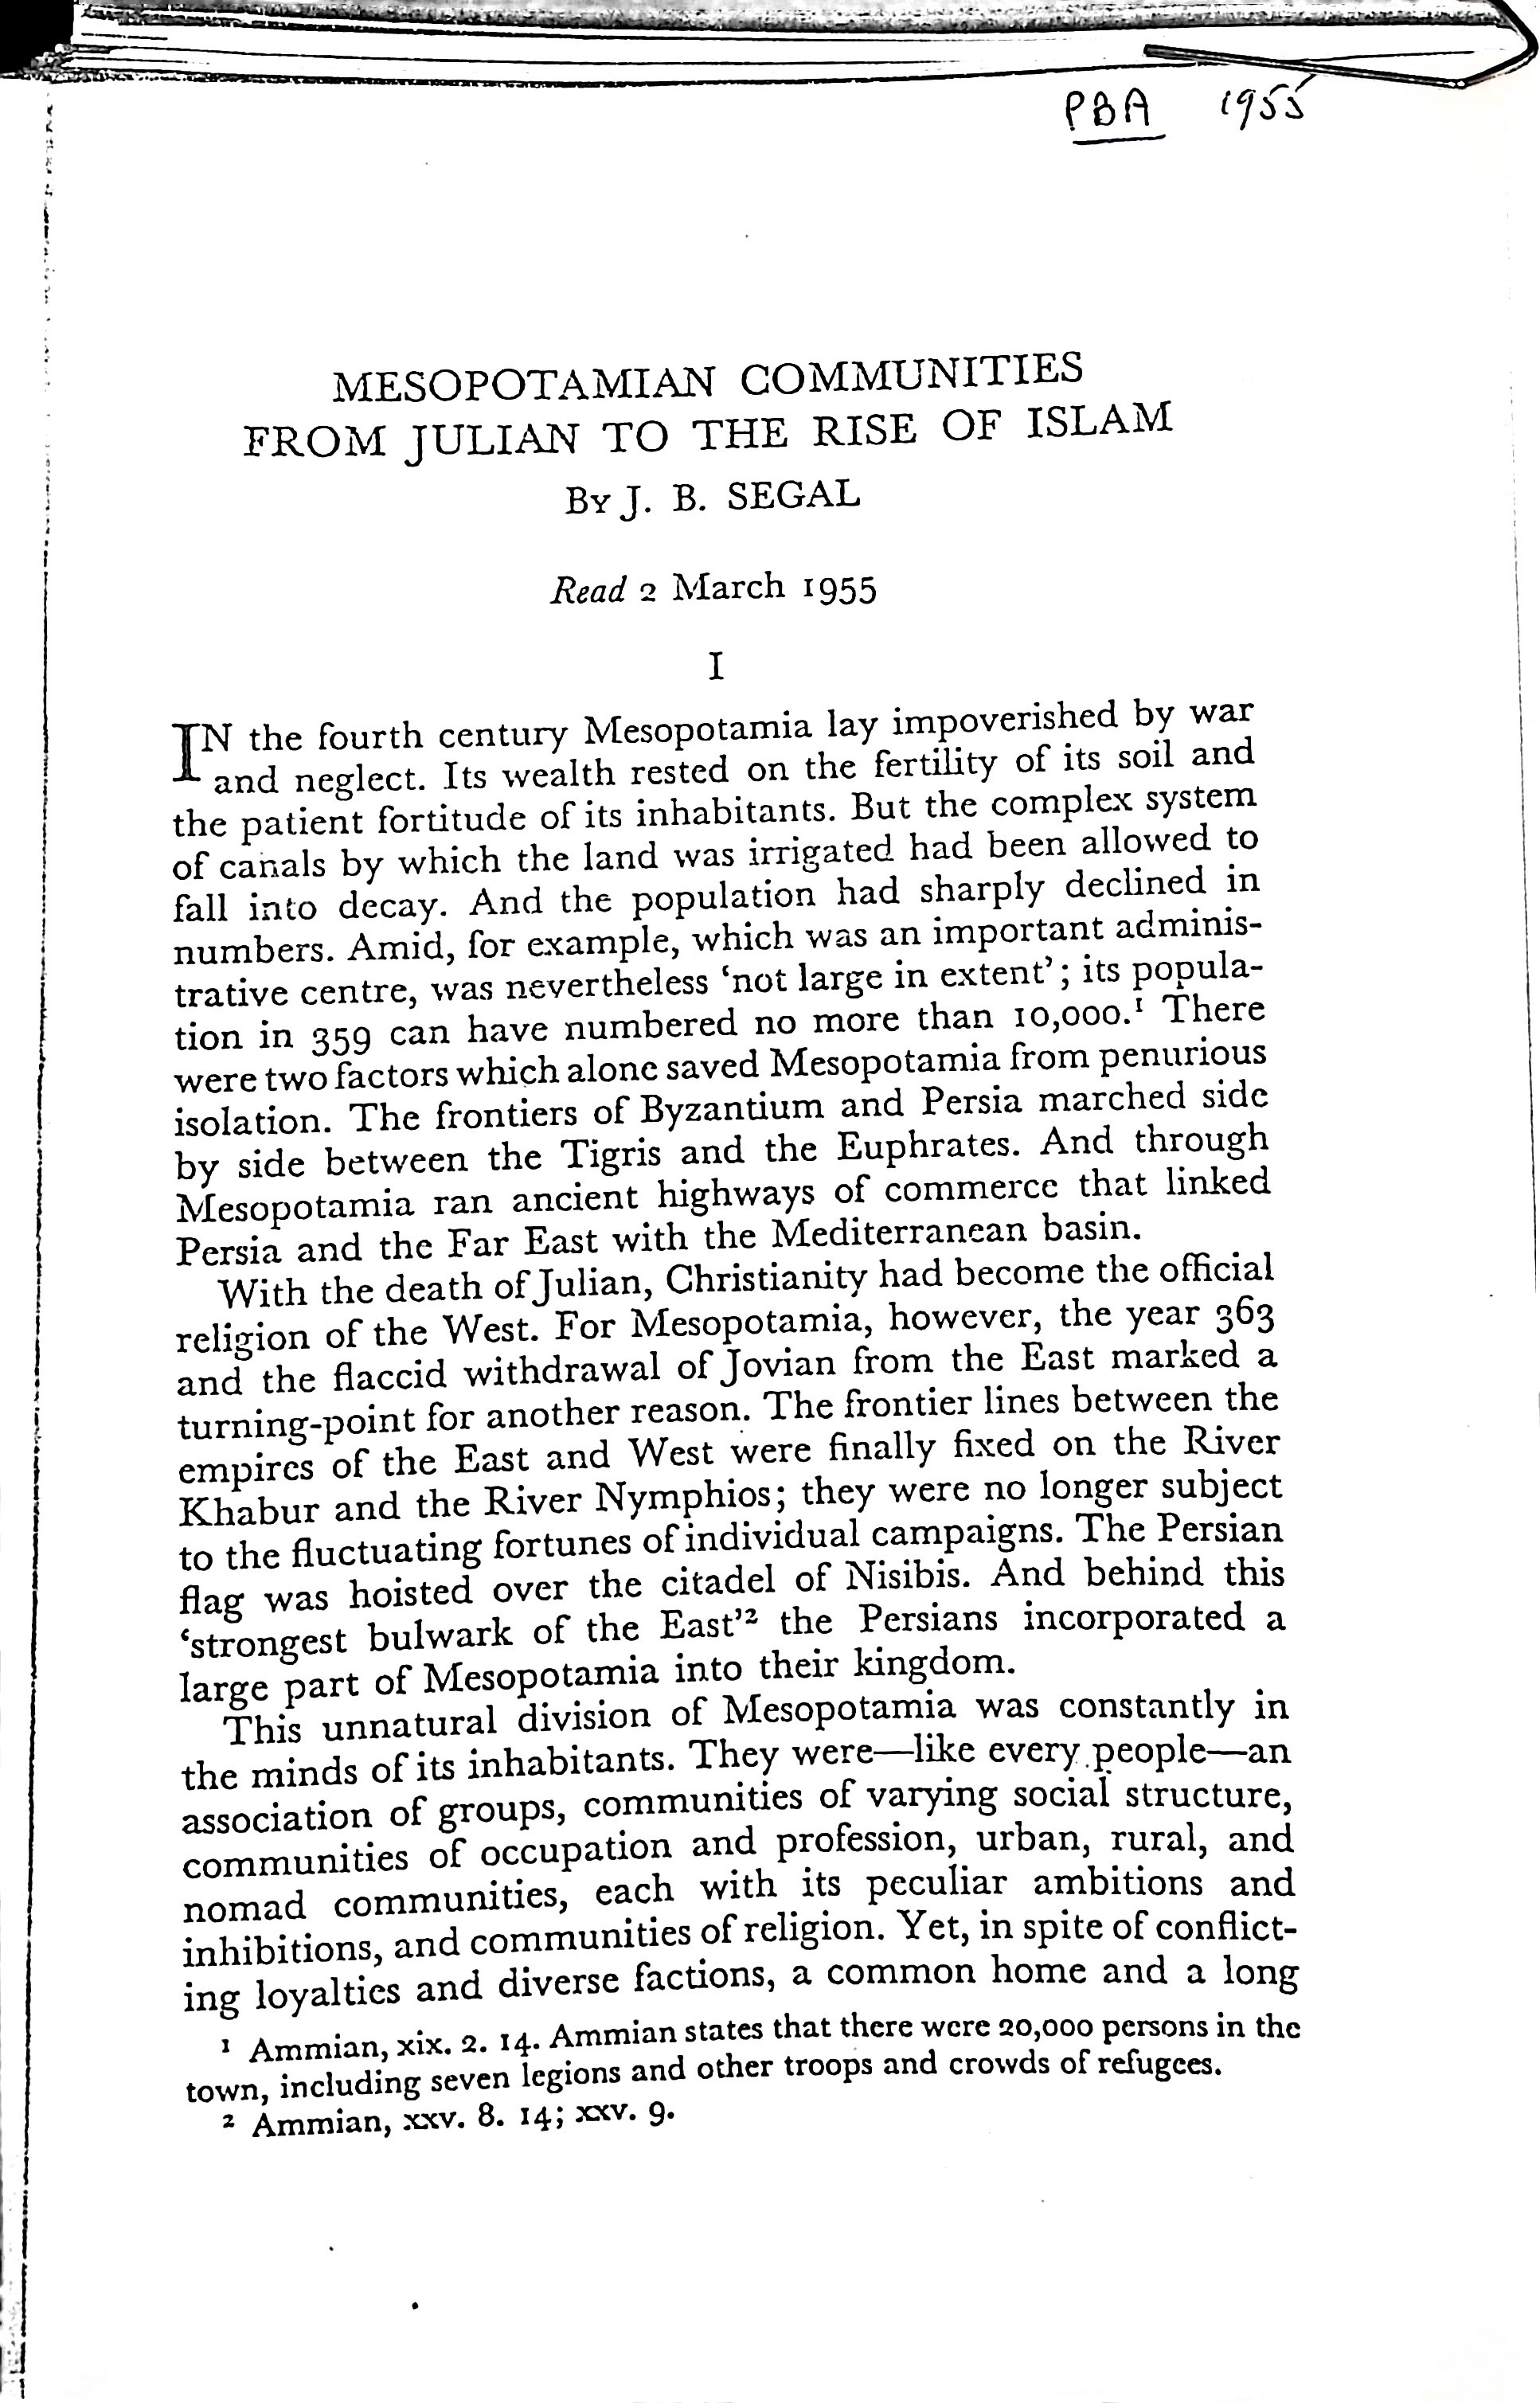 PBA 1955
MESOPOTAMIAN COMMUNITIES
FROM JULIAN TO THE RISE OF ISLAM
By J. B. SEGAL
Read 2 March 1955
I
IN the fourth century Mesopotamia lay impoverished by war
and neglect. Its wealth rested on the fertility of its soil and
the patient fortitude of its inhabitants. But the complex system
of canals by which the land was irrigated had been allowed to
fall into decay. And the population had sharply declined in
numbers. Amid, for example, which was an important adminis-
trative centre, was nevertheless ‘not large in extent’; its popula-
tion in 359 can have numbered no more than 10,000.¹ There
were two factors which alone saved Mesopotamia from penurious
isolation. The frontiers of Byzantium and Persia marched side
by side between the Tigris and the Euphrates. And through
Mesopotamia ran ancient highways of commerce that linked
Persia and the Far East with the Mediterranean basin.
With the death of Julian, Christianity had become the official
religion of the West. For Mesopotamia, however, the year 363
and the flaccid withdrawal of Jovian from the East marked a
turning-point for another reason. The frontier lines between the
empires of the East and West were finally fixed on the River
Khabur and the River Nymphios; they were no longer subject
to the fluctuating fortunes of individual campaigns. The Persian
flag was hoisted over the citadel of Nisibis. And behind this
‘strongest bulwark of the East’² the Persians incorporated a
large part of Mesopotamia into their kingdom.
This unnatural division of Mesopotamia was constantly in
the minds of its inhabitants. They were—like every people—an
association of groups, communities of varying social structure,
communities of occupation and profession, urban, rural, and
nomad communities, each with its peculiar ambitions and
inhibitions, and communities of religion. Yet, in spite of conflict-
ing loyalties and diverse factions, a common home and a long
¹ Ammian, xix. 2. 14. Ammian states that there were 20,000 persons in the
town, including seven legions and other troops and crowds of refugees.
² Ammian, xxv. 8. 14; xxv. 9.